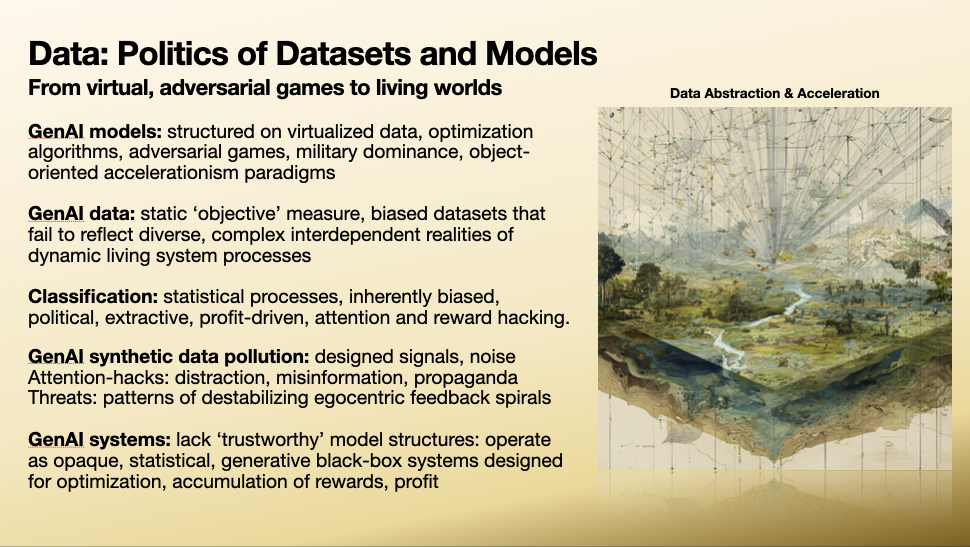 Data: Politics of Datasets and Models
From virtual, adversarial games to living worlds
Data Abstraction & Acceleration
GenAI models: structured on virtualized data, optimization
algorithms, adversarial games, military dominance, object-
oriented accelerationism paradigms
GenAI data: static ‘objective’ measure, biased datasets that
fail to reflect diverse, complex interdependent realities of
dynamic living system processes
Classification: statistical processes, inherently biased,
political, extractive, profit-driven, attention and reward hacking.
GenAI synthetic data pollution: designed signals, noise
Attention-hacks: distraction, misinformation, propaganda
Threats: patterns of destabilizing egocentric feedback spirals
GenAI systems: lack ‘trustworthy’ model structures: operate
as opaque, statistical, generative black-box systems designed
for optimization, accumulation of rewards, profit